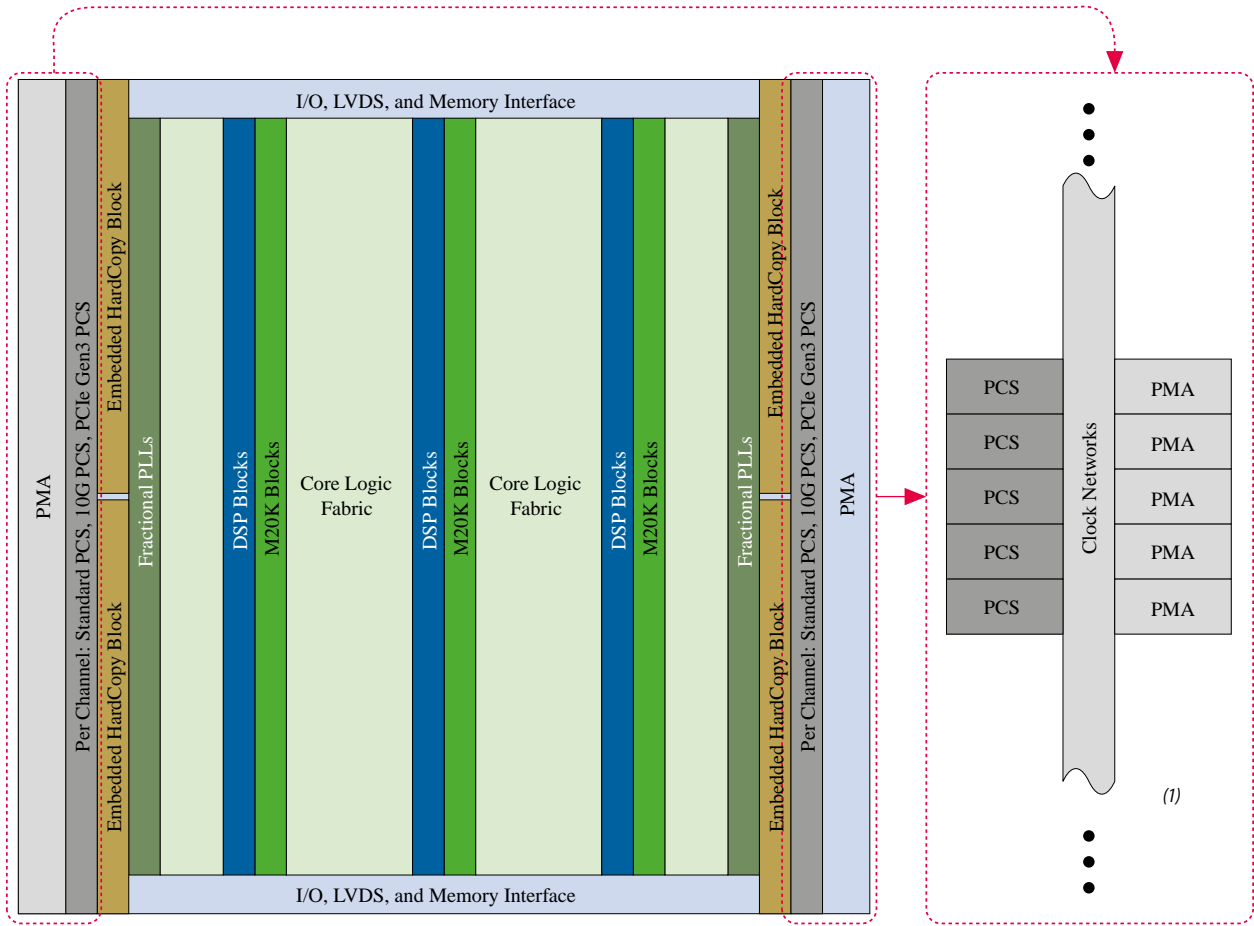 I/O, LVDS, and Memory Interface
PMA
Per Channel: Standard PCS, 10G PCS, PCIe Gen3 PCS
Embedded HardCopy Block
Embedded HardCopy Block
Fractional PLLs
DSP Blocks
M20K Blocks
Core Logic
Fabric
DSP Blocks
M20K Blocks
Core Logic
Fabric
DSP Blocks
M20K Blocks
Fractional PLLs
Embedded HardCopy Block
Embedded HardCopy Block
Per Channel: Standard PCS, 10G PCS, PCIe Gen3 PCS
PMA
I/O, LVDS, and Memory Interface
PCS
PCS
PCS
PCS
PCS
Clock Networks
PMA
PMA
PMA
PMA
PMA
(1)